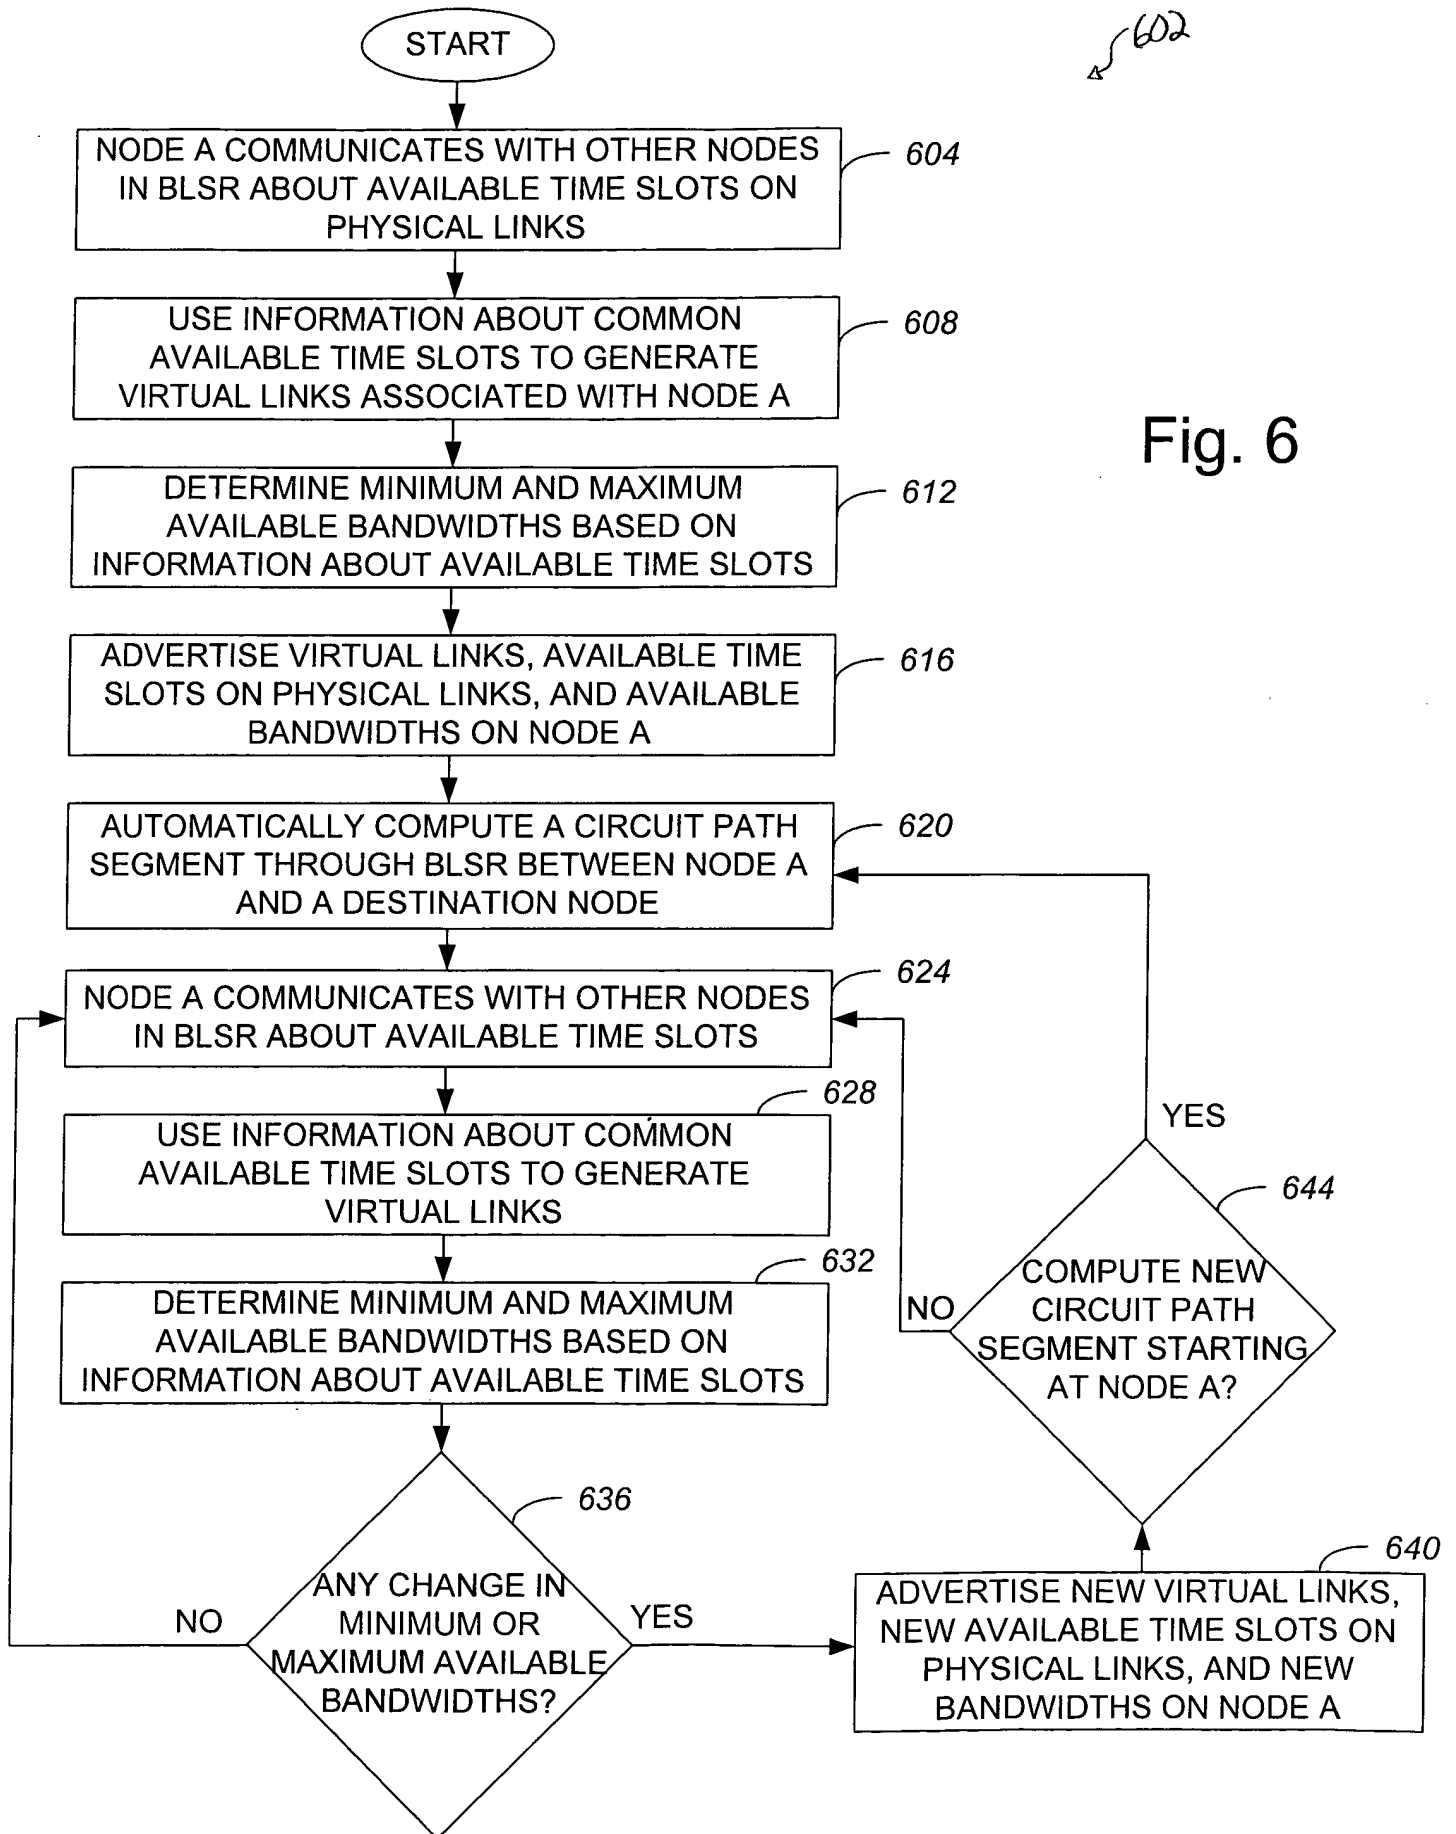 START
602
NODE A COMMUNICATES WITH OTHER NODES
IN BLSR ABOUT AVAILABLE TIME SLOTS ON
PHYSICAL LINKS
604
USE INFORMATION ABOUT COMMON
AVAILABLE TIME SLOTS TO GENERATE
VIRTUAL LINKS ASSOCIATED WITH NODE A
608
Fig. 6
DETERMINE MINIMUM AND MAXIMUM
AVAILABLE BANDWIDTHS BASED ON
INFORMATION ABOUT AVAILABLE TIME SLOTS
612
ADVERTISE VIRTUAL LINKS, AVAILABLE TIME
SLOTS ON PHYSICAL LINKS, AND AVAILABLE
BANDWIDTHS ON NODE A
616
AUTOMATICALLY COMPUTE A CIRCUIT PATH
SEGMENT THROUGH BLSR BETWEEN NODE A
AND A DESTINATION NODE
620
NODE A COMMUNICATES WITH OTHER NODES
IN BLSR ABOUT AVAILABLE TIME SLOTS
624
USE INFORMATION ABOUT COMMON
AVAILABLE TIME SLOTS TO GENERATE
VIRTUAL LINKS
628
DETERMINE MINIMUM AND MAXIMUM
AVAILABLE BANDWIDTHS BASED ON
INFORMATION ABOUT AVAILABLE TIME SLOTS
632
ANY CHANGE IN
MINIMUM OR
MAXIMUM AVAILABLE
BANDWIDTHS?
636
NO
YES
ADVERTISE NEW VIRTUAL LINKS,
NEW AVAILABLE TIME SLOTS ON
PHYSICAL LINKS, AND NEW
BANDWIDTHS ON NODE A
640
COMPUTE NEW
CIRCUIT PATH
SEGMENT STARTING
AT NODE A?
644
NO
YES